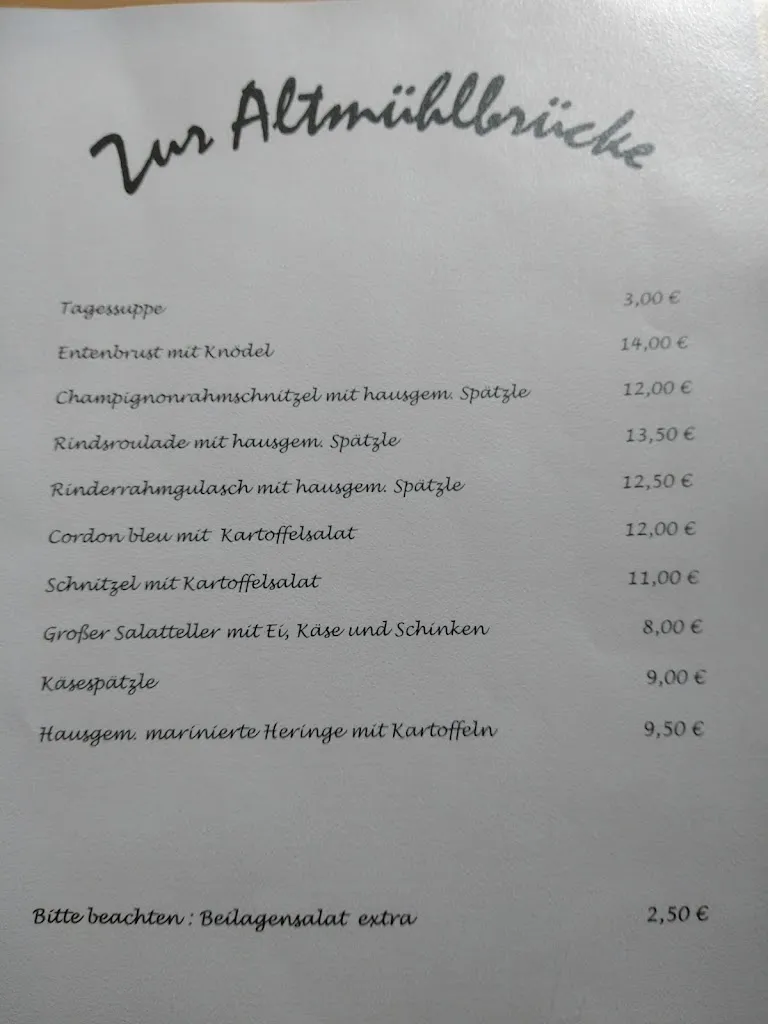 Zur Altmühlbrücke
Tagessuppe 3,00 €
Entenbrust mit Knödel 14,00 €
Champignonrahmschnitzel mit hausgem. Spätzle 12,00 €
Rindsroulade mit hausgem. Spätzle 13,50 €
Rinderrahmgulasch mit hausgem. Spätzle 12,50 €
Cordon bleu mit Kartoffelsalat 12,00 €
Schnitzel mit Kartoffelsalat 11,00 €
Großer Salatteller mit Ei, Käse und Schinken 8,00 €
Käsespätzle 9,00 €
Hausgem. marinierte Heringe mit Kartoffeln 9,50 €
Bitte beachten : Beilagensalat extra 2,50 €